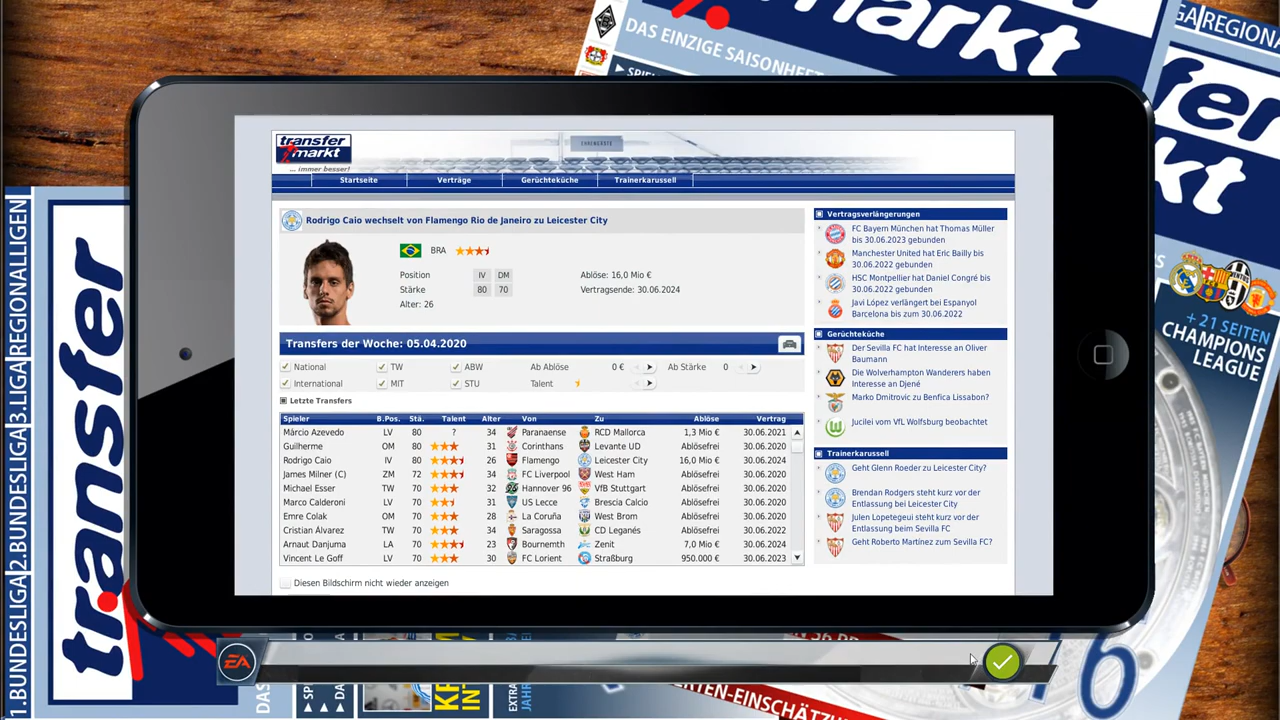 DAS EINZIGE SAISONHEFT
markt
transfer
markt
... immer besser!
EHRENGÄSTE
Startseite Verträge Gerüchteküche Trainerkarussell
Rodrigo Caio wechselt von Flamengo Rio de Janeiro zu Leicester City
BRA
Position IV DM Ablöse: 16,0 Mio €
Stärke 80 70 Vertragsende: 30.06.2024
Alter: 26
Transfers der Woche: 05.04.2020
National TW ABW Ab Ablöse 0 € Ab Stärke 0
International MIT STU Talent
Letzte Transfers
Spieler B.Pos. Stä. Talent Alter Von Zu Ablöse Vertrag
Márcio Azevedo LV 80 ? 34 Paranaense RCD Mallorca 1,3 Mio € 30.06.2021
Guilherme OM 80 31 Corinthans Levante UD Ablösefrei 30.06.2020
Rodrigo Caio IV 80 26 Flamengo Leicester City 16,0 Mio € 30.06.2024
James Milner (C) ZM 72 34 FC Liverpool West Ham Ablösefrei 30.06.2020
Michael Esser TW 70 32 Hannover 96 VfB Stuttgart Ablösefrei 30.06.2020
Marco Calderoni LV 70 31 US Lecce Brescia Calcio Ablösefrei 30.06.2020
Emre Colak OM 70 28 La Coruña West Brom Ablösefrei 30.06.2020
Cristian Álvarez TW 70 34 Saragossa CD Leganés Ablösefrei 30.06.2022
Arnaut Danjuma LA 70 23 Bournemth Zenit 7,0 Mio € 30.06.2024
Vincent Le Goff LV 70 30 FC Lorient Straßburg 950.000 € 30.06.2023
Diesen Bildschirm nicht wieder anzeigen
Vertragsverlängerungen
FC Bayern München hat Thomas Müller
bis 30.06.2023 gebunden
Manchester United hat Eric Bailly bis
30.06.2022 gebunden
HSC Montpellier hat Daniel Congré bis
30.06.2022 gebunden
Javi López verlängert bei Espanyol
Barcelona bis zum 30.06.2022
Gerüchteküche
Der Sevilla FC hat Interesse an Oliver
Baumann
Die Wolverhampton Wanderers haben
Interesse an Djené
Marko Dmitrovic zu Benfica Lissabon?
Jucilei vom VfL Wolfsburg beobachtet
Trainerkarussell
Geht Glenn Roeder zu Leicester City?
Brendan Rodgers steht kurz vor der
Entlassung bei Leicester City
Julen Lopetegui steht kurz vor der
Entlassung beim Sevilla FC
Geht Roberto Martínez zum Sevilla FC?
1.BUNDESLIGA 2.BUNDESLIGA 3.LIGA REGIONALLIGEN
transfer
+ 21 SEITEN
CHAMPIONS
LEAGUE
EA
EXTRA